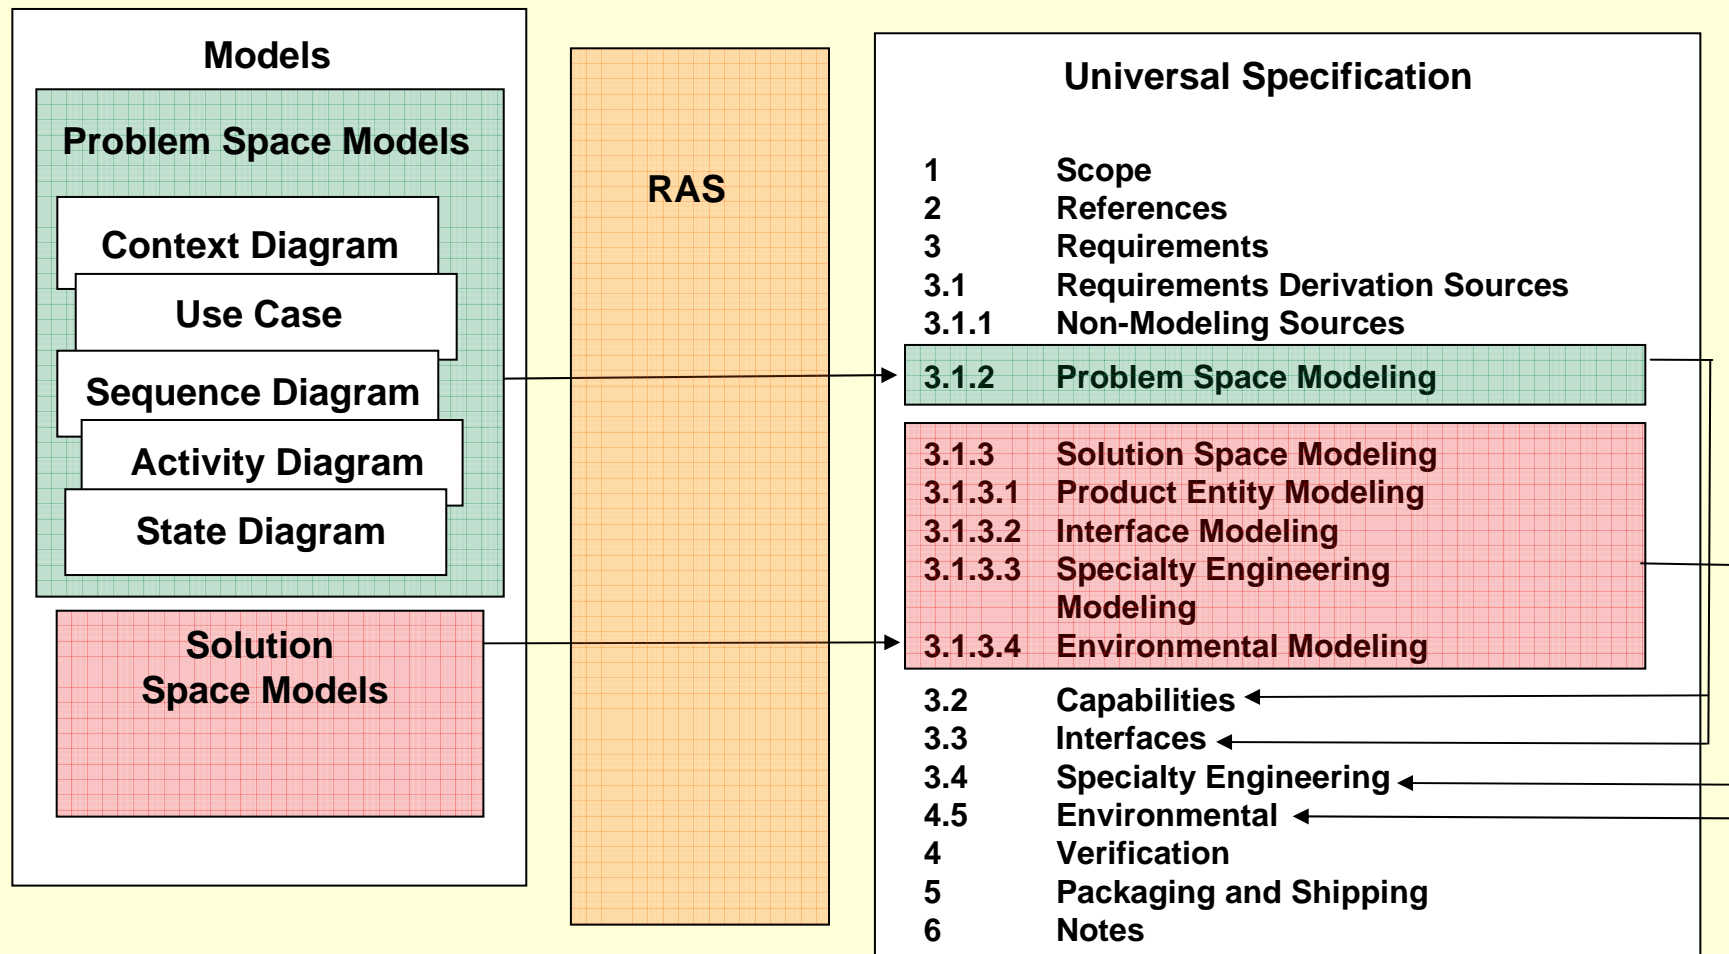 Models
Problem Space Models
Context Diagram
Use Case
Sequence Diagram
Activity Diagram
State Diagram
Solution
Space Models
RAS
Universal Specification
1 Scope
2 References
3 Requirements
3.1 Requirements Derivation Sources
3.1.1 Non-Modeling Sources
3.1.2 Problem Space Modeling
3.1.3 Solution Space Modeling
3.1.3.1 Product Entity Modeling
3.1.3.2 Interface Modeling
3.1.3.3 Specialty Engineering
Modeling
3.1.3.4 Environmental Modeling
3.2 Capabilities
3.3 Interfaces
3.4 Specialty Engineering
4.5 Environmental
4 Verification
5 Packaging and Shipping
6 Notes